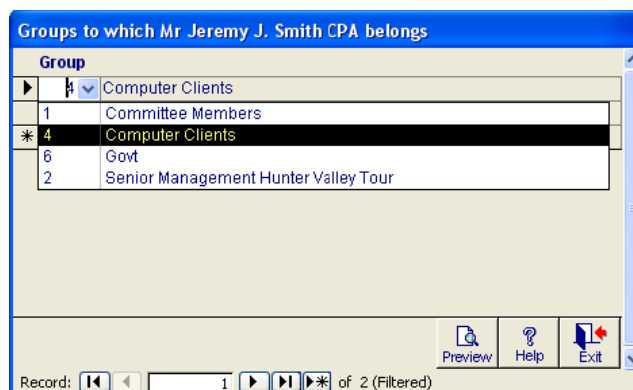 Groups to which Mr Jeremy J. Smith CPA belongs
Group
4 Computer Clients
1 Committee Members
4 Computer Clients
6 Govt
2 Senior Management Hunter Valley Tour
Preview Help Exit
Record: 1 of 2 (Filtered)